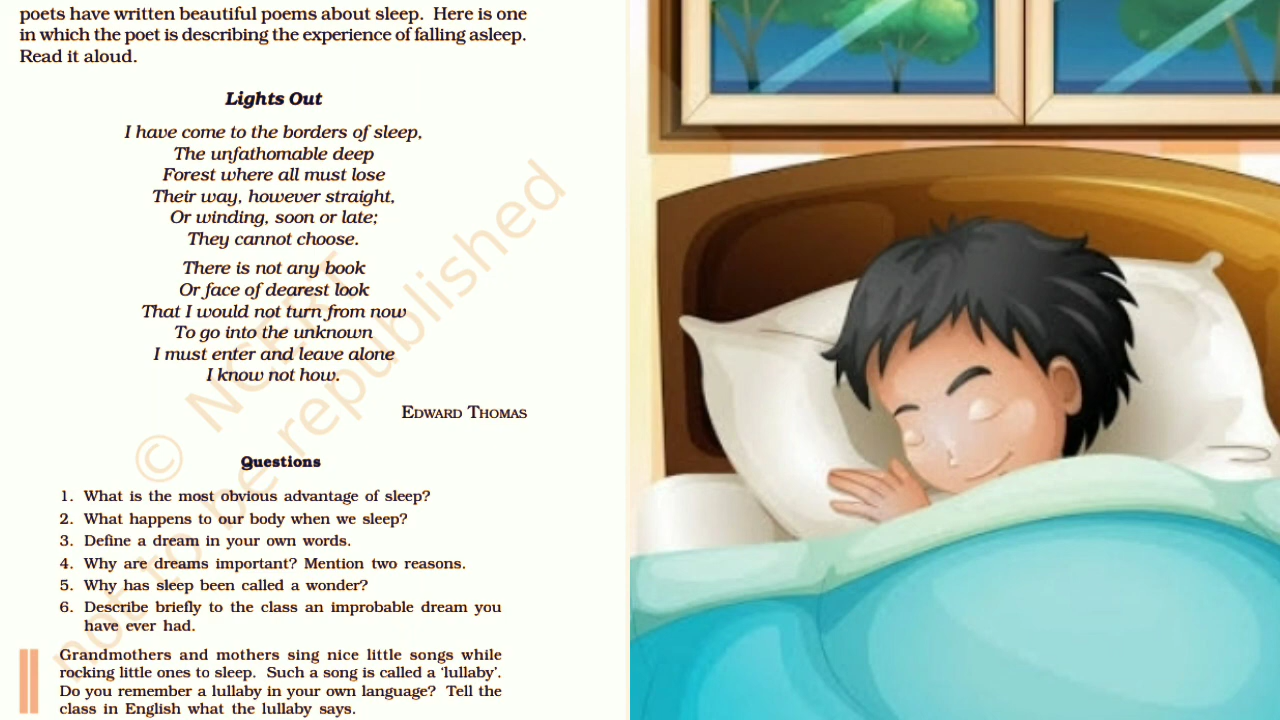 poets have written beautiful poems about sleep. Here is one
in which the poet is describing the experience of falling asleep.
Read it aloud.
Lights Out
I have come to the borders of sleep,
The unfathomable deep
Forest where all must lose
Their way, however straight,
Or winding, soon or late;
They cannot choose.
There is not any book
Or face of dearest look
That I would not turn from now
To go into the unknown
I must enter and leave alone
I know not how.
EDWARD THOMAS
Questions
1. What is the most obvious advantage of sleep?
2. What happens to our body when we sleep?
3. Define a dream in your own words.
4. Why are dreams important? Mention two reasons.
5. Why has sleep been called a wonder?
6. Describe briefly to the class an improbable dream you
have ever had.
Grandmothers and mothers sing nice little songs while
rocking little ones to sleep. Such a song is called a ‘lullaby’.
Do you remember a lullaby in your own language? Tell the
class in English what the lullaby says.
© NCERT
not to be republished